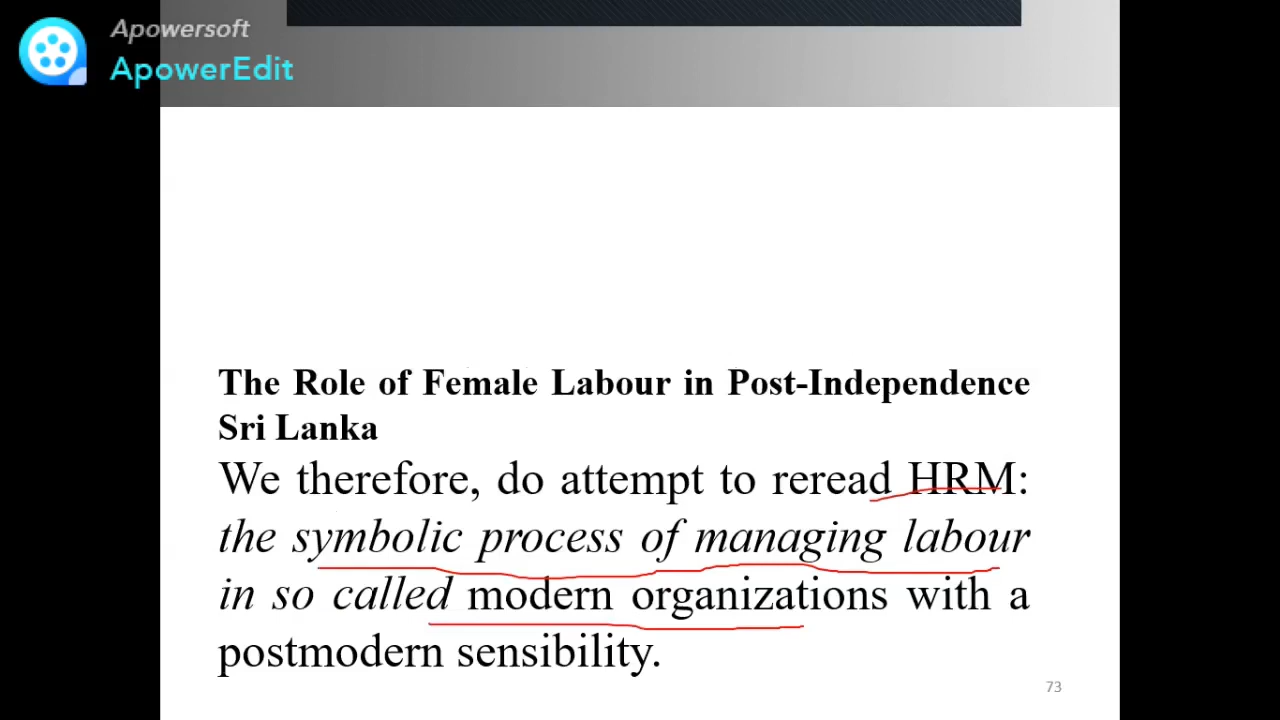 Apowersoft
ApowerEdit
The Role of Female Labour in Post-Independence
Sri Lanka
We therefore, do attempt to reread HRM:
the symbolic process of managing labour
in so called modern organizations with a
postmodern sensibility.
73